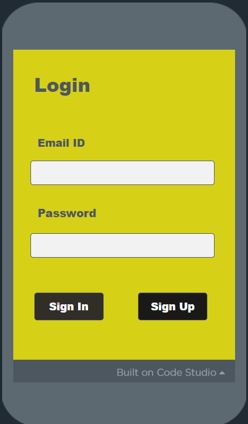 Login
Email ID
Password
Sign In Sign Up
Built on Code Studio